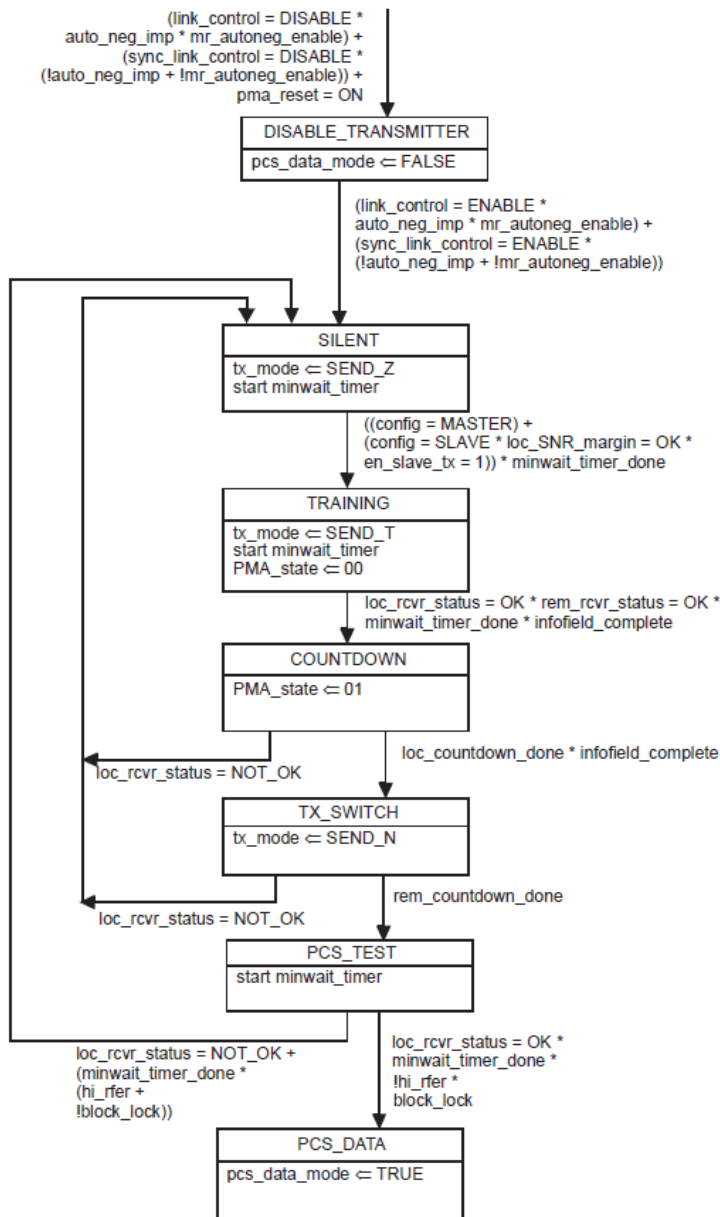 (link_control = DISABLE *
auto_neg_imp * mr_autoneg_enable) +
(sync_link_control = DISABLE *
(!auto_neg_imp + !mr_autoneg_enable)) +
pma_reset = ON
DISABLE_TRANSMITTER
pcs_data_mode ⇐ FALSE
(link_control = ENABLE *
auto_neg_imp * mr_autoneg_enable) +
(sync_link_control = ENABLE *
(!auto_neg_imp + !mr_autoneg_enable))
SILENT
tx_mode ⇐ SEND_Z
start minwait_timer
((config = MASTER) +
(config = SLAVE * loc_SNR_margin = OK *
en_slave_tx = 1)) * minwait_timer_done
TRAINING
tx_mode ⇐ SEND_T
start minwait_timer
PMA_state ⇐ 00
loc_rcvr_status = OK * rem_rcvr_status = OK *
minwait_timer_done * infofield_complete
COUNTDOWN
PMA_state ⇐ 01
loc_countdown_done * infofield_complete
loc_rcvr_status = NOT_OK
TX_SWITCH
tx_mode ⇐ SEND_N
rem_countdown_done
loc_rcvr_status = NOT_OK
PCS_TEST
start minwait_timer
loc_rcvr_status = NOT_OK +
(minwait_timer_done *
(hi_rfer +
!block_lock))
loc_rcvr_status = OK *
minwait_timer_done *
!hi_rfer *
block_lock
PCS_DATA
pcs_data_mode ⇐ TRUE